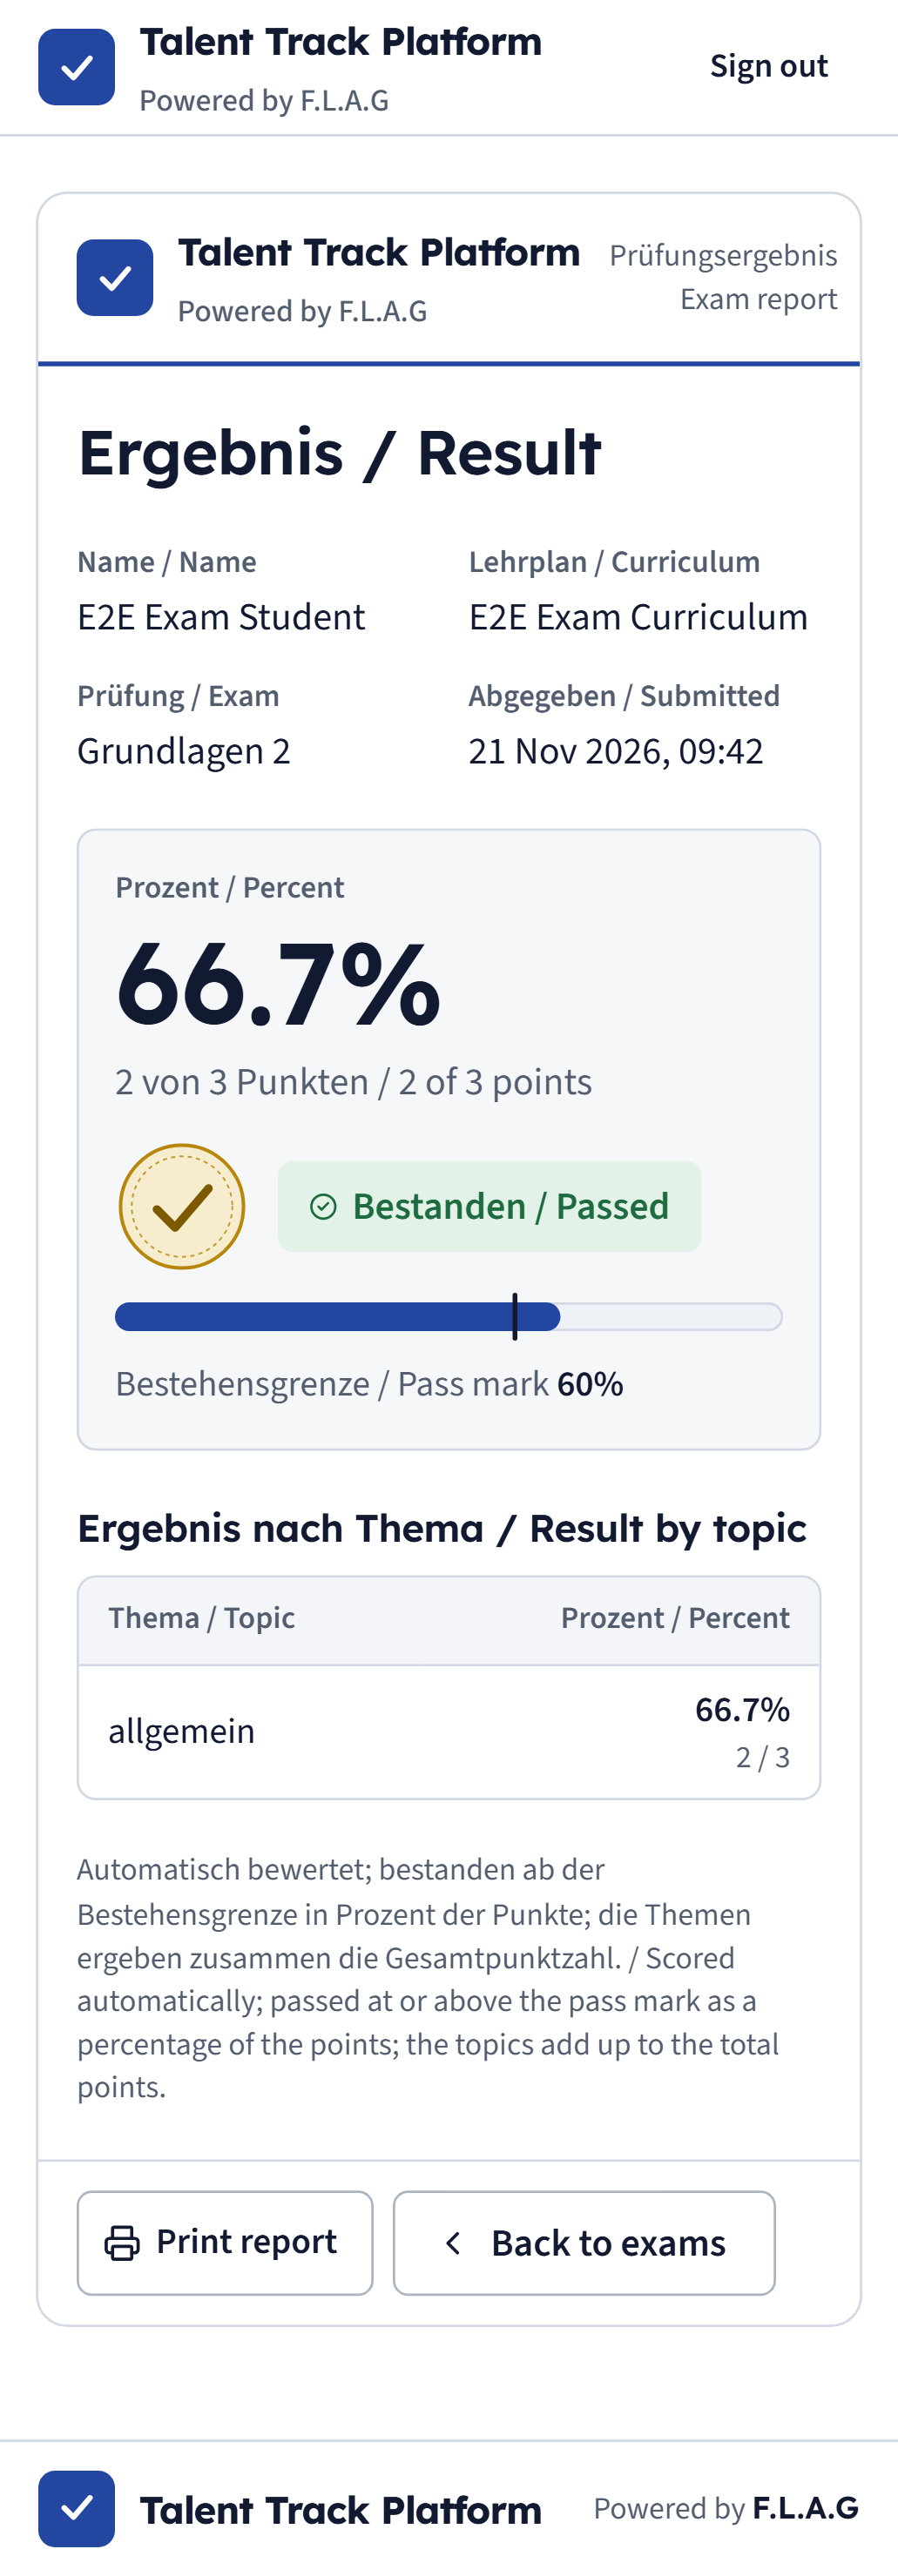 Talent Track Platform
Powered by F.L.A.G
Sign out
Talent Track Platform
Powered by F.L.A.G
Prüfungsergebnis
Exam report
Ergebnis / Result
Name / Name
E2E Exam Student
Lehrplan / Curriculum
E2E Exam Curriculum
Prüfung / Exam
Grundlagen 2
Abgegeben / Submitted
21 Nov 2026, 09:42
Prozent / Percent
66.7%
2 von 3 Punkten / 2 of 3 points
Bestanden / Passed
Bestehensgrenze / Pass mark 60%
Ergebnis nach Thema / Result by topic
Thema / Topic
Prozent / Percent
allgemein
66.7%
2 / 3
Automatisch bewertet; bestanden ab der
Bestehensgrenze in Prozent der Punkte; die Themen
ergeben zusammen die Gesamtpunktzahl. / Scored
automatically; passed at or above the pass mark as a
percentage of the points; the topics add up to the total
points.
Print report
Back to exams
Talent Track Platform
Powered by F.L.A.G